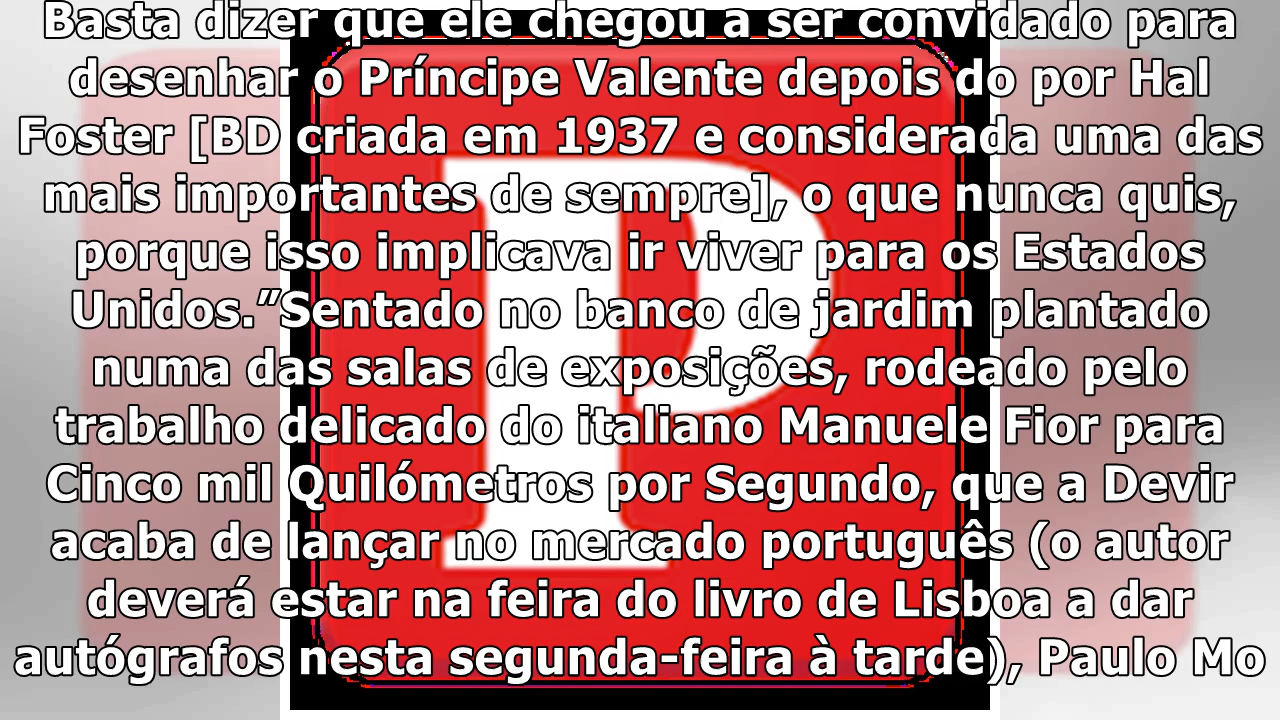 Basta dizer que ele chegou a ser convidado para
desenhar o Príncipe Valente depois do por Hal
Foster [BD criada em 1937 e considerada uma das
mais importantes de sempre], o que nunca quis,
porque isso implicava ir viver para os Estados
Unidos.”Sentado no banco de jardim plantado
numa das salas de exposições, rodeado pelo
trabalho delicado do italiano Manuele Fior para
Cinco mil Quilómetros por Segundo, que a Devir
acaba de lançar no mercado português (o autor
deverá estar na feira do livro de Lisboa a dar
autógrafos nesta segunda-feira à tarde), Paulo Mo
P